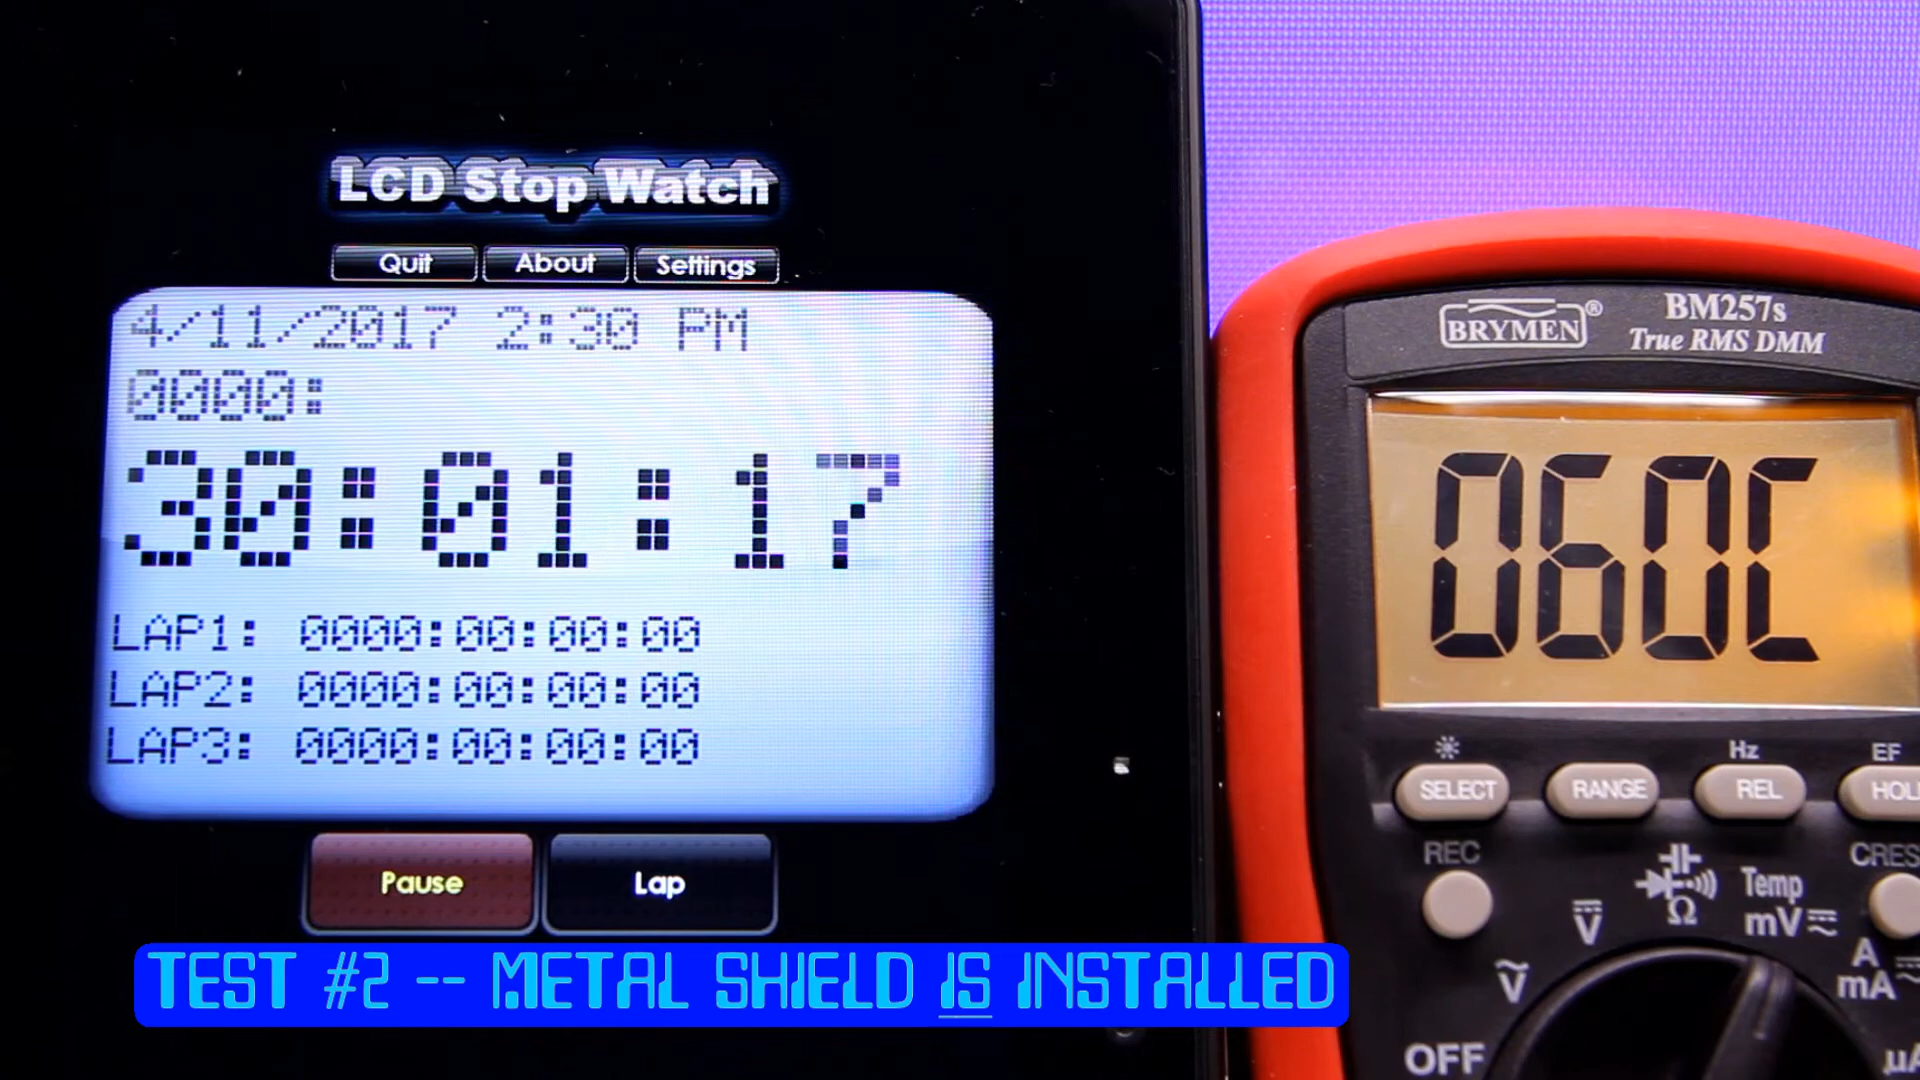 LCD Stop Watch
Quit About Settings
4/11/2017 2:30 PM
0000:
30:01:17
LAP1: 0000:00:00:00
LAP2: 0000:00:00:00
LAP3: 0000:00:00:00
Pause Lap
TEST #2 -- METAL SHIELD IS INSTALLED
BRYMEN® BM257s
True RMS DMM
060C
Hz EF
SELECT RANGE REL HOL
REC CRES
Temp
Ω mV
V
A
mA
V
OFF µA